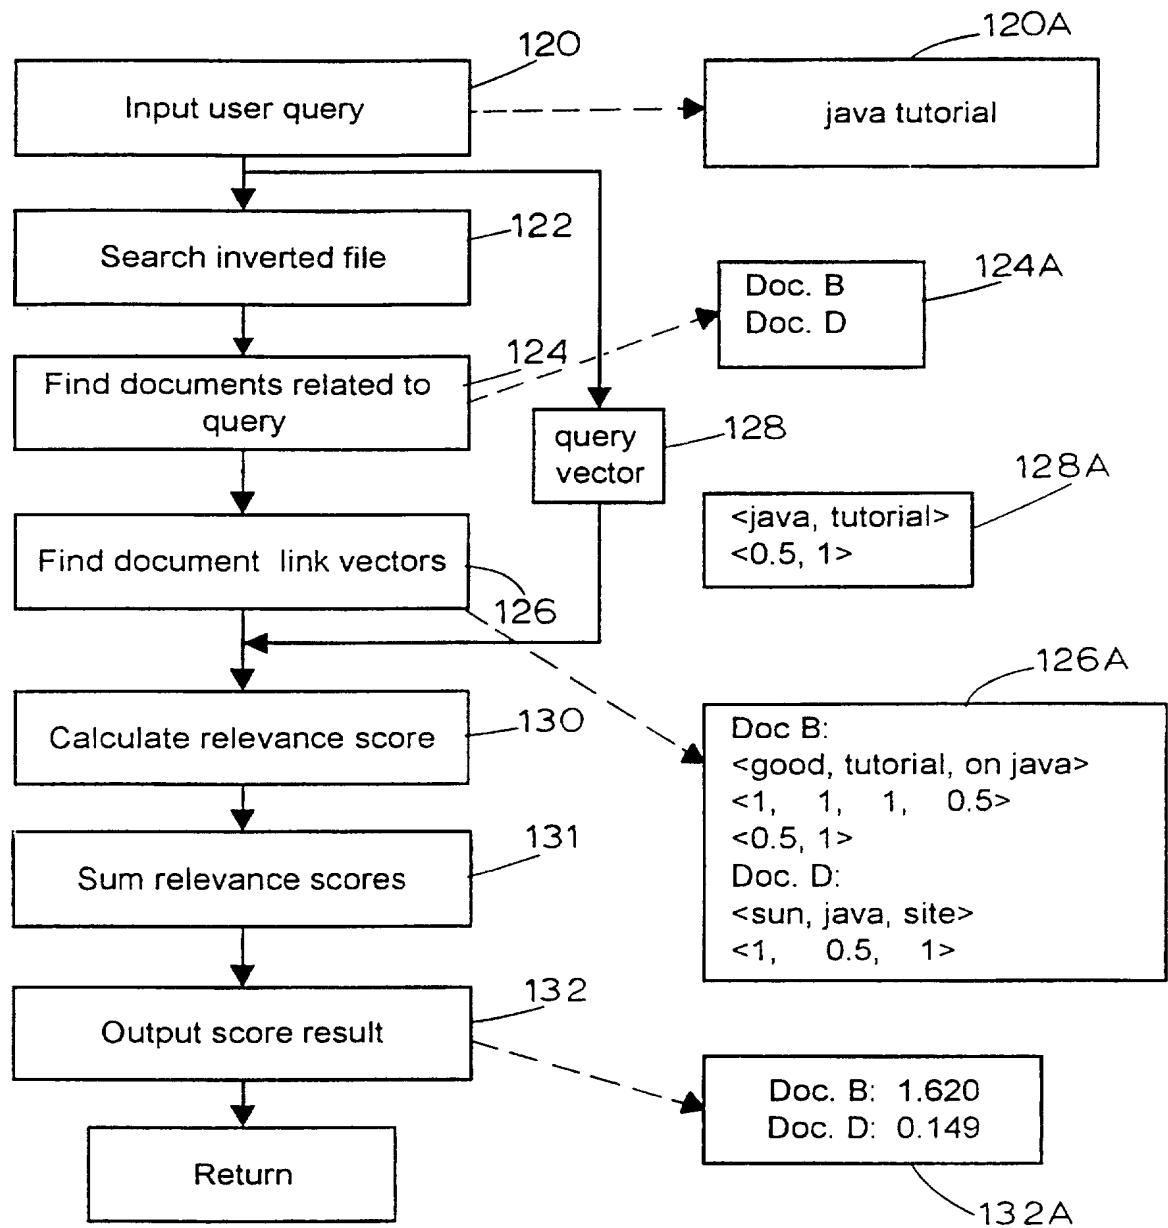 120
120A
Input user query
java tutorial
122
Search inverted file
124A
Doc. B
Doc. D
124
Find documents related to
query
128
query
vector
128A
<java, tutorial>
<0.5, 1>
Find document link vectors
126
126A
Doc B:
<good, tutorial, on java>
<1, 1, 1, 0.5>
<0.5, 1>
Doc. D:
<sun, java, site>
<1, 0.5, 1>
130
Calculate relevance score
131
Sum relevance scores
132
Output score result
Doc. B: 1.620
Doc. D: 0.149
132A
Return